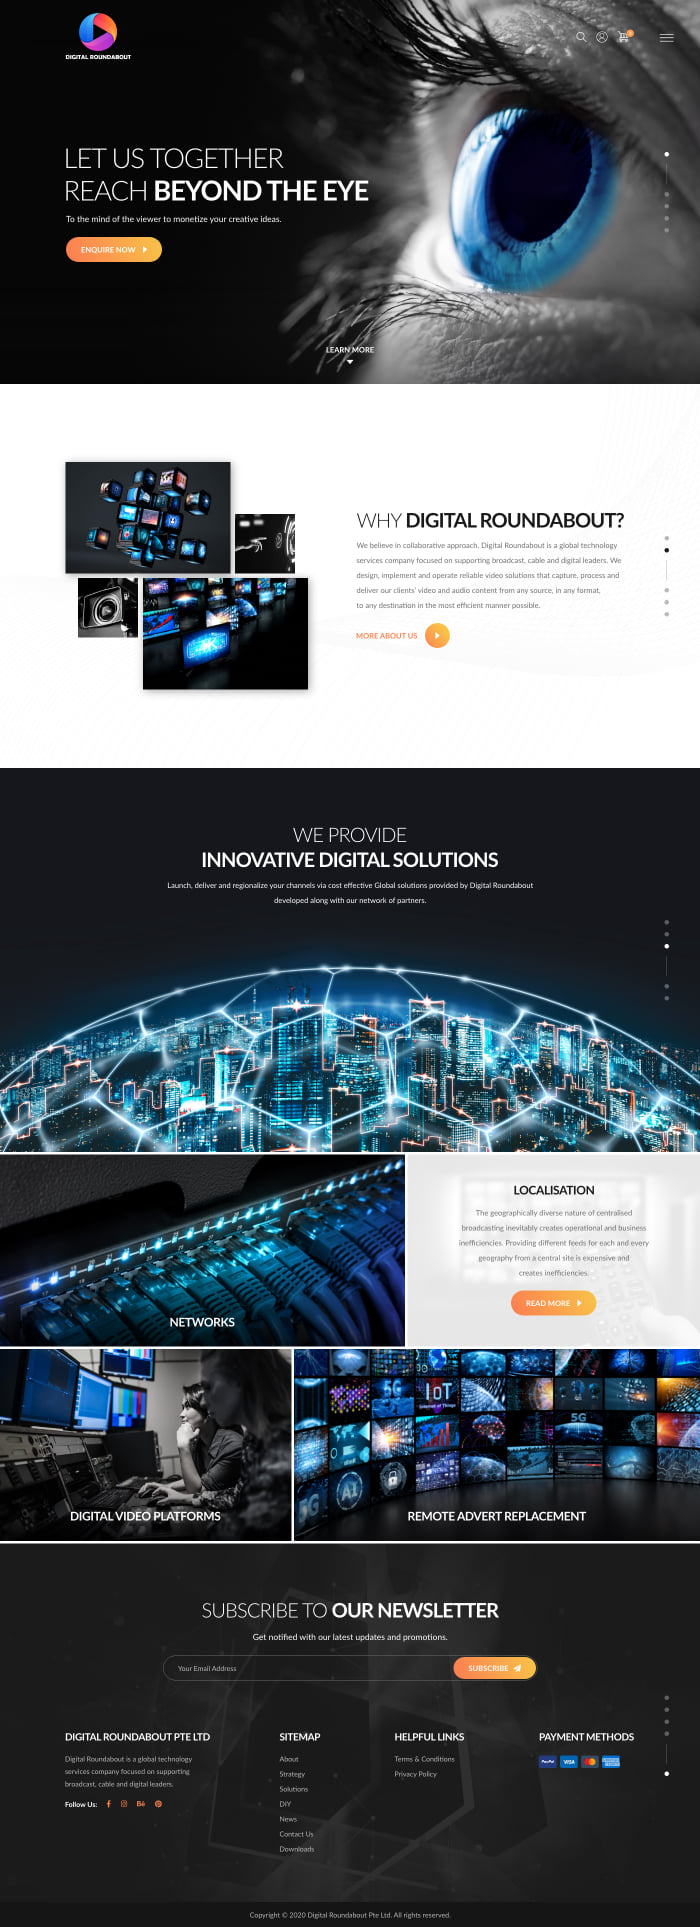 DIGITAL ROUNDABOUT
LET US TOGETHER
REACH BEYOND THE EYE
To the mind of the viewer to monetize your creative ideas.
ENQUIRE NOW
LEARN MORE
WHY DIGITAL ROUNDABOUT?
We believe in collaborative approach, Digital Roundabout is a global technology
services company focused on supporting broadcast, cable and digital leaders. We
design, implement and operate reliable video solutions that capture, process and
deliver our clients' video and audio content from any source, in any format,
to any destination in the most efficient manner possible.
MORE ABOUT US
WE PROVIDE
INNOVATIVE DIGITAL SOLUTIONS
Launch, deliver and regionalize your channels via cost effective Global solutions provided by Digital Roundabout
developed along with our network of partners.
NETWORKS
LOCALISATION
The geographically diverse nature of centralised
broadcasting inevitably creates operational and business
inefficiencies. Providing different feeds for each and every
geography from a central site is expensive and
creates inefficiencies.
READ MORE
DIGITAL VIDEO PLATFORMS
IoT
Internet of Things
5G
5G
AI
REMOTE ADVERT REPLACEMENT
SUBSCRIBE TO OUR NEWSLETTER
Get notified with our latest updates and promotions.
Your Email Address
SUBSCRIBE
DIGITAL ROUNDABOUT PTE LTD
Digital Roundabout is a global technology
services company focused on supporting
broadcast, cable and digital leaders.
Follow Us:
Bē
SITEMAP
About
Strategy
Solutions
DIY
News
Contact Us
Downloads
HELPFUL LINKS
Terms & Conditions
Privacy Policy
PAYMENT METHODS
PayPal
VISA
Copyright © 2020 Digital Roundabout Pte Ltd. All rights reserved.